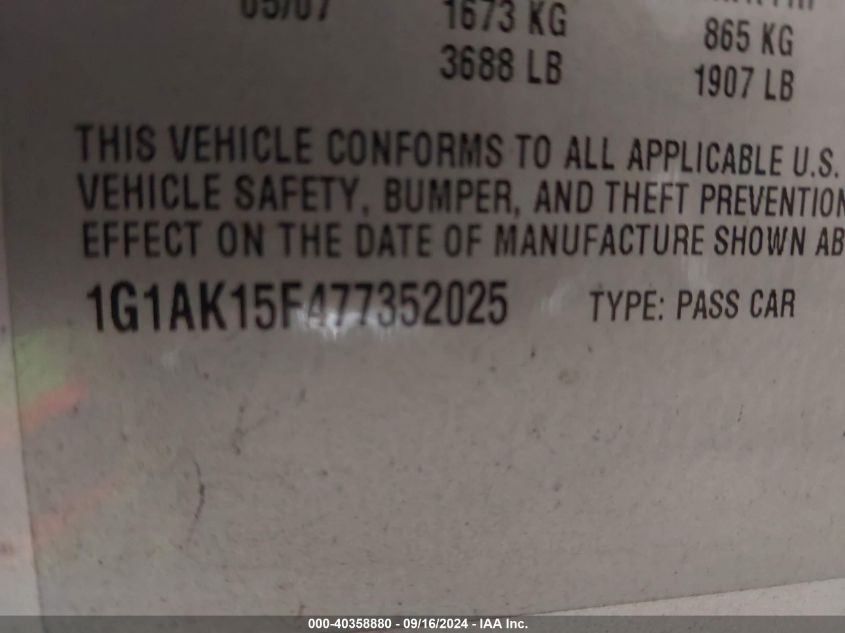 05/07 1673 KG 865 KG
3688 LB 1907 LB
THIS VEHICLE CONFORMS TO ALL APPLICABLE U.S.
VEHICLE SAFETY, BUMPER, AND THEFT PREVENTION
EFFECT ON THE DATE OF MANUFACTURE SHOWN AB
1G1AK15F477352025 TYPE: PASS CAR
000-40358880 - 09/16/2024 - IAA Inc.